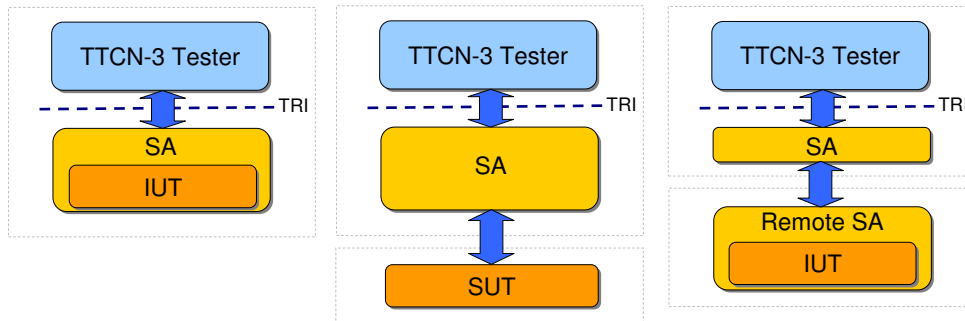 TTCN-3 Tester
TRI
SA
IUT
TTCN-3 Tester
TRI
SA
SUT
TTCN-3 Tester
TRI
SA
Remote SA
IUT